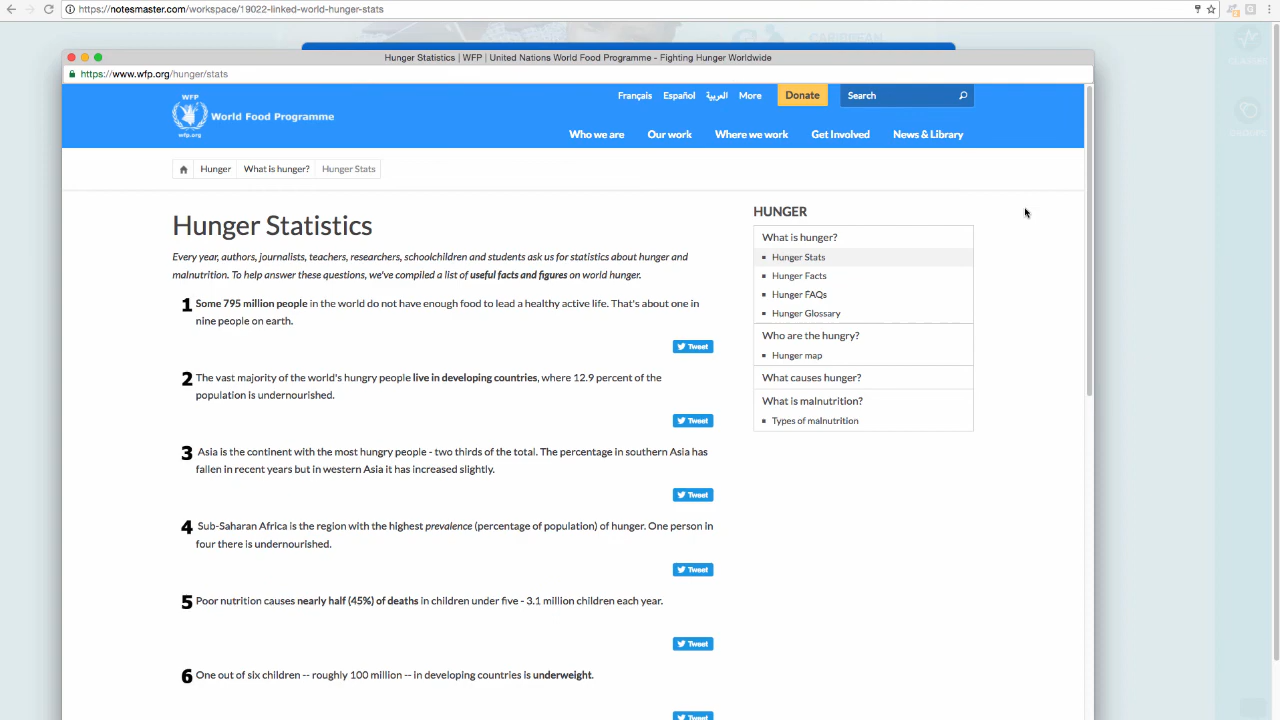 https://notesmaster.com/workspace/19022-linked-world-hunger-stats
CARIBBEAN
Hunger Statistics | WFP | United Nations World Food Programme - Fighting Hunger Worldwide
https://www.wfp.org/hunger/stats
Français Español العربية More Donate Search
WFP
wfp.org
World Food Programme
Who we are Our work Where we work Get Involved News & Library
Hunger What is hunger? Hunger Stats
Hunger Statistics
Every year, authors, journalists, teachers, researchers, schoolchildren and students ask us for statistics about hunger and
malnutrition. To help answer these questions, we've compiled a list of useful facts and figures on world hunger.
1 Some 795 million people in the world do not have enough food to lead a healthy active life. That's about one in
nine people on earth.
Tweet
2 The vast majority of the world's hungry people live in developing countries, where 12.9 percent of the
population is undernourished.
Tweet
3 Asia is the continent with the most hungry people - two thirds of the total. The percentage in southern Asia has
fallen in recent years but in western Asia it has increased slightly.
Tweet
4 Sub-Saharan Africa is the region with the highest prevalence (percentage of population) of hunger. One person in
four there is undernourished.
Tweet
5 Poor nutrition causes nearly half (45%) of deaths in children under five - 3.1 million children each year.
Tweet
6 One out of six children -- roughly 100 million -- in developing countries is underweight.
Tweet
HUNGER
What is hunger?
Hunger Stats
Hunger Facts
Hunger FAQs
Hunger Glossary
Who are the hungry?
Hunger map
What causes hunger?
What is malnutrition?
Types of malnutrition